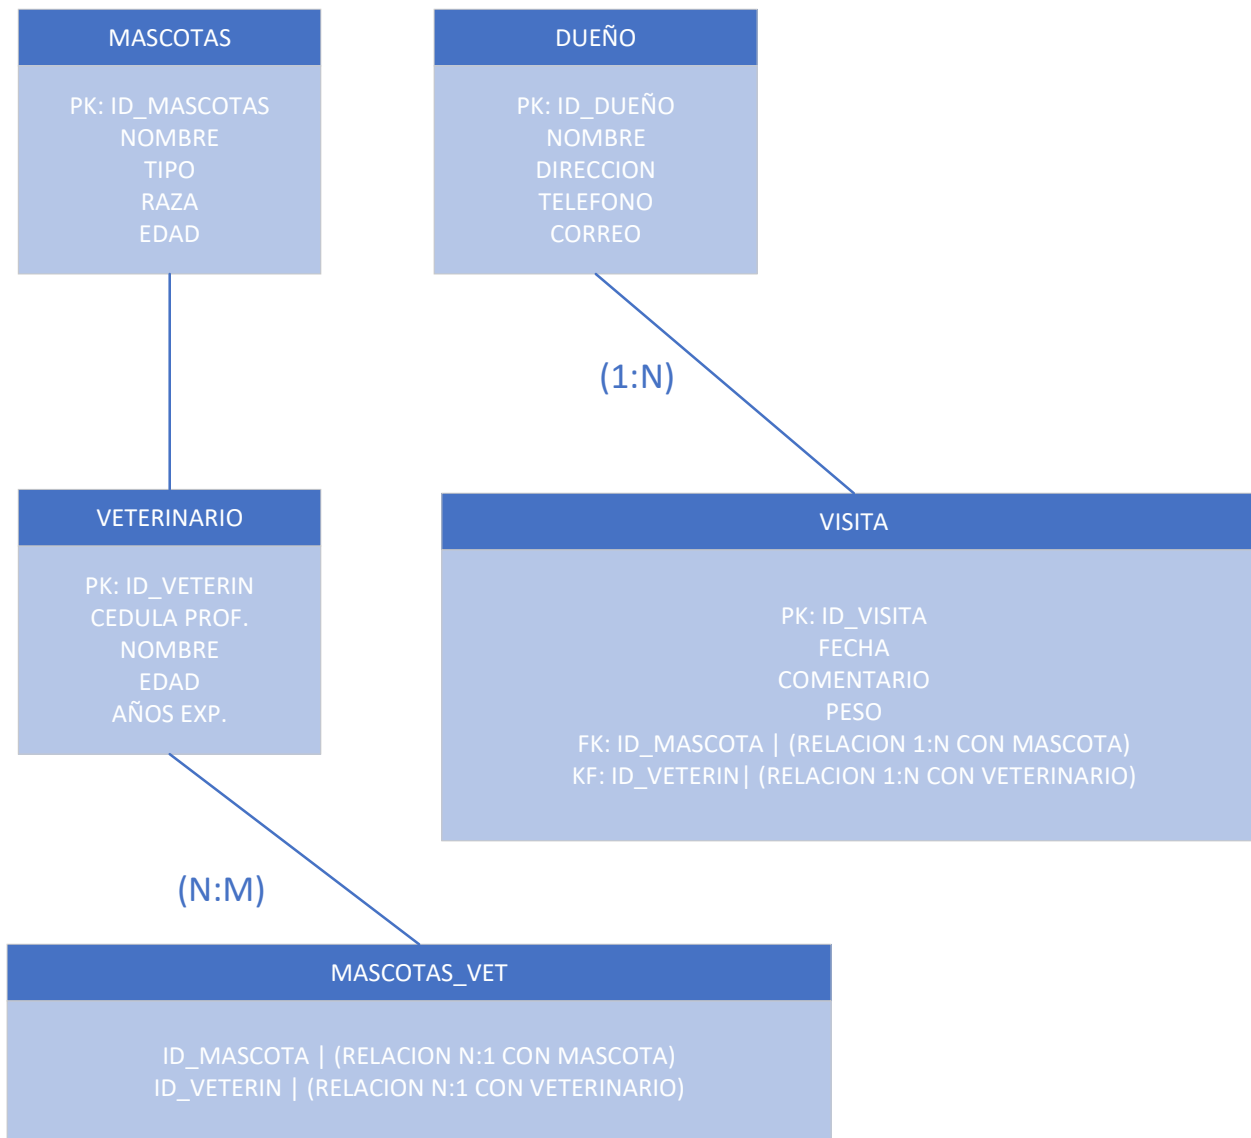 MASCOTAS
PK: ID_MASCOTAS
NOMBRE
TIPO
RAZA
EDAD
DUEÑO
PK: ID_DUEÑO
NOMBRE
DIRECCION
TELEFONO
CORREO
(1:N)
VETERINARIO
PK: ID_VETERIN
CEDULA PROF.
NOMBRE
EDAD
AÑOS EXP.
VISITA
PK: ID_VISITA
FECHA
COMENTARIO
PESO
FK: ID_MASCOTA | (RELACION 1:N CON MASCOTA)
KF: ID_VETERIN| (RELACION 1:N CON VETERINARIO)
(N:M)
MASCOTAS_VET
ID_MASCOTA | (RELACION N:1 CON MASCOTA)
ID_VETERIN | (RELACION N:1 CON VETERINARIO)